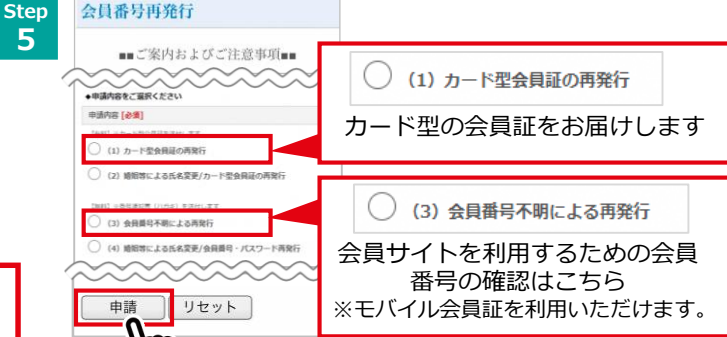 Step
5
会員番号再発行
■■ご案内およびご注意事項■■
◆申請内容をご選択ください
申請内容 [必須]
(1) カード型会員証の再発行
(2) 婚姻等による氏名変更/カード型会員証の再発行
(3) 会員番号不明による再発行
(4) 婚姻等による氏名変更/会員番号・パスワード再発行
申請
リセット
(1) カード型会員証の再発行
カード型の会員証をお届けします
(3) 会員番号不明による再発行
会員サイトを利用するための会員
番号の確認はこちら
※モバイル会員証を利用いただけます。